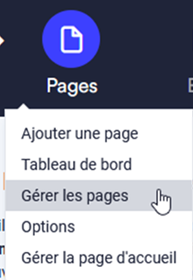 Pages
Ajouter une page
Tableau de bord
Gérer les pages
Options
Gérer la page d'accueil